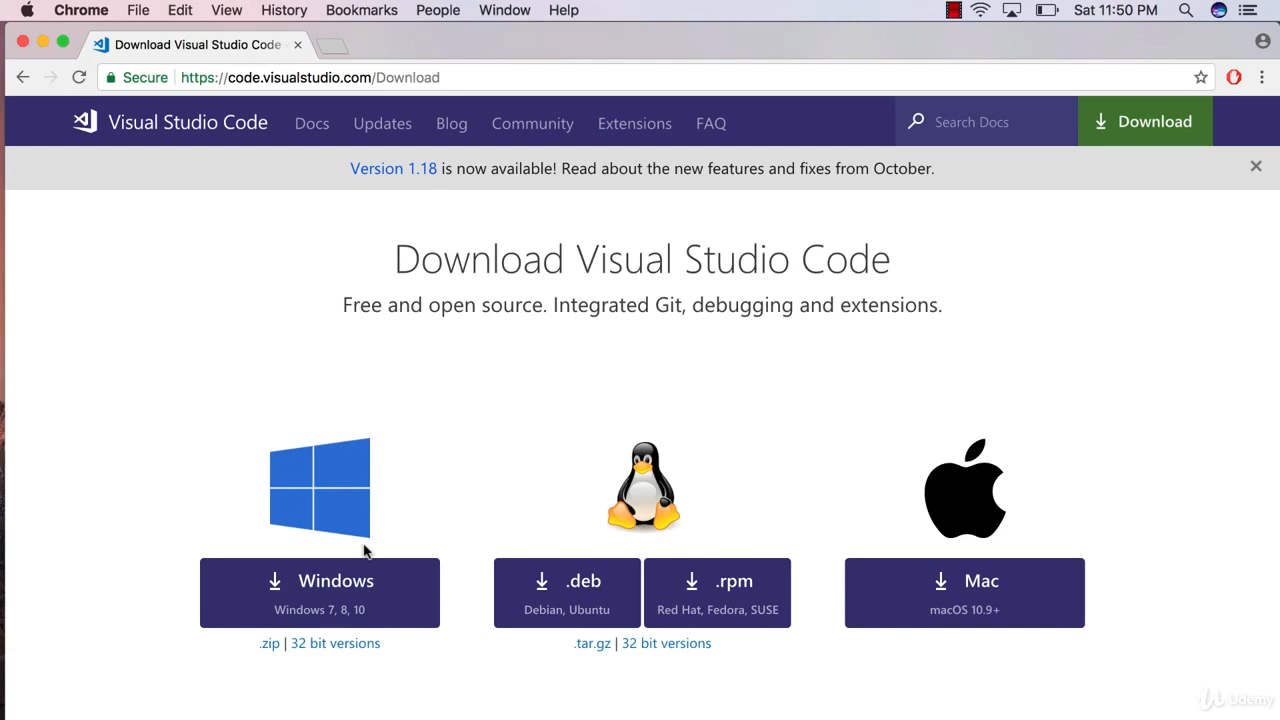 Chrome File Edit View History Bookmarks People Window Help Sat 11:50 PM
Download Visual Studio Code
Secure https://code.visualstudio.com/Download
Visual Studio Code Docs Updates Blog Community Extensions FAQ Search Docs Download
Version 1.18 is now available! Read about the new features and fixes from October.
Download Visual Studio Code
Free and open source. Integrated Git, debugging and extensions.
Windows
Windows 7, 8, 10
.zip | 32 bit versions
.deb
Debian, Ubuntu
.rpm
Red Hat, Fedora, SUSE
.tar.gz | 32 bit versions
Mac
macOS 10.9+
Udemy